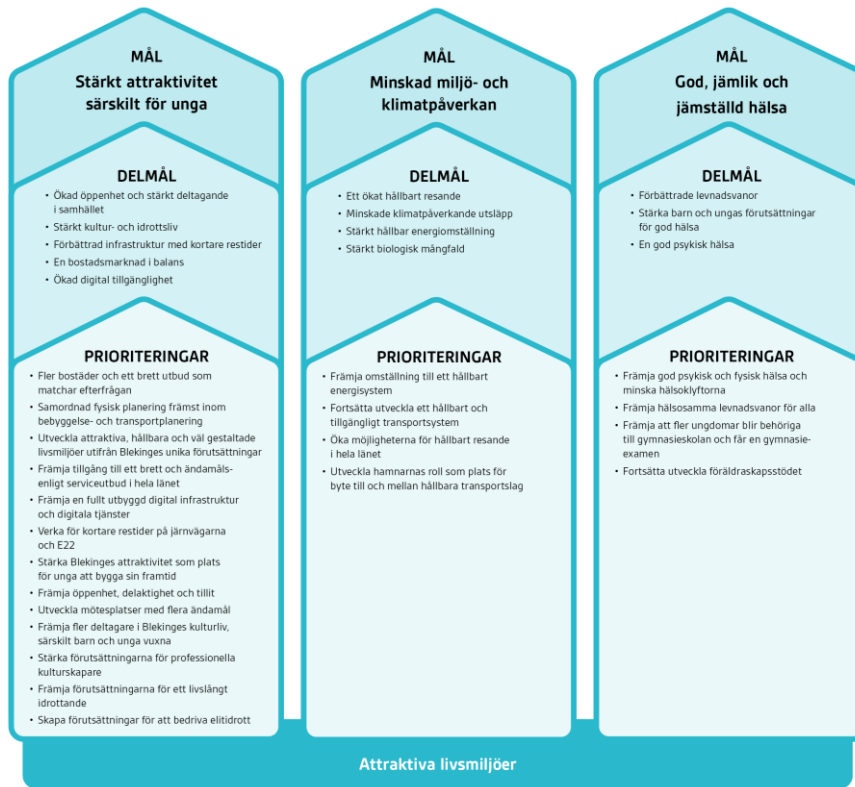 MÅL
Stärkt attraktivitet
särskilt för unga
DELMÅL
• Ökad öppenhet och stärkt deltagande
i samhället
• Stärkt kultur- och idrottsliv
• Förbättrad infrastruktur med kortare restider
• En bostadsmarknad i balans
• Ökad digital tillgänglighet
PRIORITERINGAR
• Fler bostäder och ett brett utbud som
matchar efterfrågan
• Samordnad fysisk planering främst inom
bebyggelse- och transportplanering
• Utveckla attraktiva, hållbara och väl gestaltade
livsmiljöer utifrån Blekinges unika förutsättningar
• Främja tillgång till ett brett och ändamåls-
enligt serviceutbud i hela länet
• Främja en fullt utbyggd digital infrastruktur
och digitala tjänster
• Verka för kortare restider på järnvägarna
och E22
• Stärka Blekinges attraktivitet som plats
för unga att bygga sin framtid
• Främja öppenhet, delaktighet och tillit
• Utveckla mötesplatser med flera ändamål
• Främja fler deltagare i Blekinges kulturliv,
särskilt barn och unga vuxna
• Stärka förutsättningarna för professionella
kulturskapare
• Främja förutsättningarna för ett livslångt
idrottande
• Skapa förutsättningar för att bedriva elitidrott
MÅL
Minskad miljö- och
klimatpåverkan
DELMÅL
• Ett ökat hållbart resande
• Minskade klimatpåverkande utsläpp
• Stärkt hållbar energiomställning
• Stärkt biologisk mångfald
PRIORITERINGAR
• Främja omställning till ett hållbart
energisystem
• Fortsätta utveckla ett hållbart och
tillgängligt transportsystem
• Öka möjligheterna för hållbart resande
i hela länet
• Utveckla hamnarnas roll som plats för
byte till och mellan hållbara transportslag
MÅL
God, jämlik och
jämställd hälsa
DELMÅL
• Förbättrade levnadsvanor
• Stärka barn och ungas förutsättningar
för god hälsa
• En god psykisk hälsa
PRIORITERINGAR
• Främja god psykisk och fysisk hälsa och
minska hälsoklyftorna
• Främja hälsosamma levnadsvanor för alla
• Främja att fler ungdomar blir behöriga
till gymnasieskolan och får en gymnasie-
examen
• Fortsätta utveckla föräldraskapsstödet
Attraktiva livsmiljöer